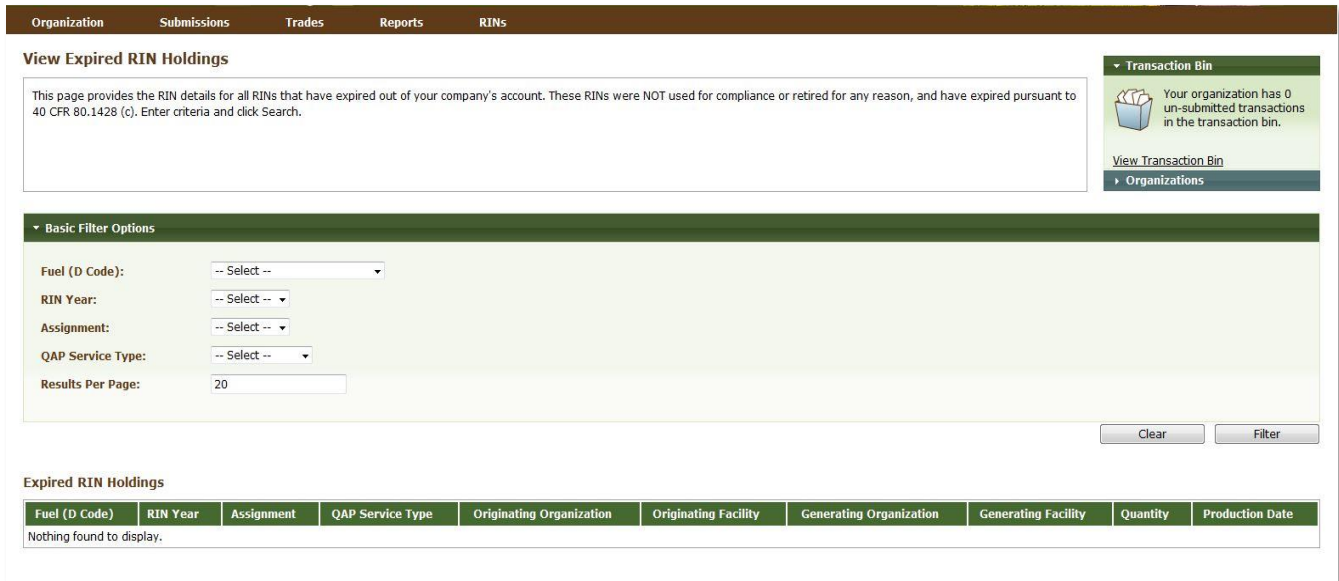 Organization Submissions Trades Reports RINs
View Expired RIN Holdings
This page provides the RIN details for all RINs that have expired out of your company's account. These RINs were NOT used for compliance or retired for any reason, and have expired pursuant to
40 CFR 80.1428 (c). Enter criteria and click Search.
Transaction Bin
Your organization has 0
un-submitted transactions
in the transaction bin.
View Transaction Bin
Organizations
Basic Filter Options
Fuel (D Code): -- Select --
RIN Year: -- Select --
Assignment: -- Select --
QAP Service Type: -- Select --
Results Per Page: 20
Clear Filter
Expired RIN Holdings
Fuel (D Code) RIN Year Assignment QAP Service Type Originating Organization Originating Facility Generating Organization Generating Facility Quantity Production Date
Nothing found to display.